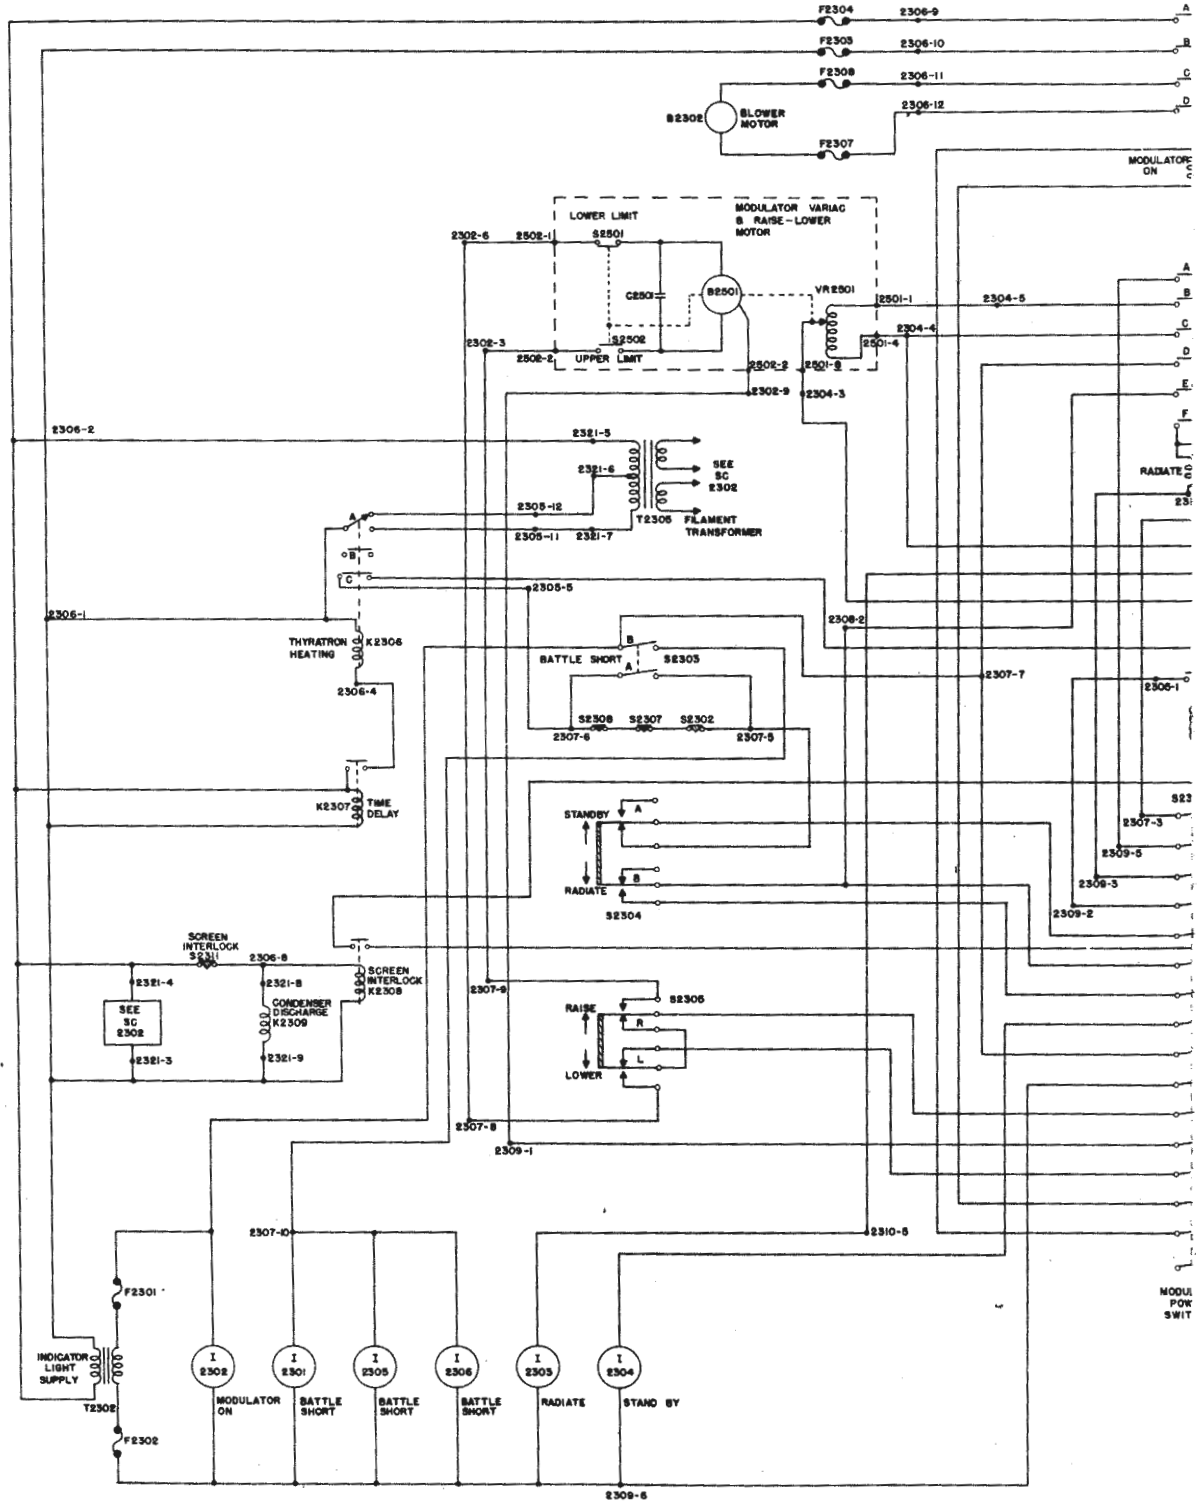 F2304
2306-9
A
F2303
2306-10
B
F2308
2306-11
C
2306-12
D
B2302
BLOWER
MOTOR
F2307
MODULATOR
ON
LOWER LIMIT
MODULATOR VARIAC
& RAISE-LOWER
MOTOR
2302-6
2502-1
S2501
A
C2501
B2501
VR2501
2501-1
2304-5
B
2302-3
2502-2
S2502
UPPER LIMIT
2304-4
2501-4
C
2502-2
2501-8
D
2302-9
2304-3
E
F
2306-2
2321-5
2321-6
SEE
SC
2302
RADIATE
2305-12
A
T2305
FILAMENT
TRANSFORMER
2305-11
2321-7
B
C
2305-5
2306-1
2308-2
THYRATRON
HEATING
K2306
B
BATTLE SHORT
S2303
A
2306-4
2307-7
2305-1
S2308
S2307
S2302
2307-6
2307-5
K2307
TIME
DELAY
STANDBY
A
S23
2307-3
2309-5
B
RADIATE
2309-3
S2304
2309-2
SCREEN
INTERLOCK
S2311
2306-8
SCREEN
INTERLOCK
K2308
2321-4
2321-8
2307-9
SEE
SC
2302
CONDENSER
DISCHARGE
K2309
RAISE
S2305
R
2321-3
2321-9
L
LOWER
2307-8
2309-1
2307-10
2310-5
F2301
MODUL
POW
SWIT
INDICATOR
LIGHT
SUPPLY
I
2302
I
2301
I
2305
I
2306
I
2303
I
2304
T2302
MODULATOR
ON
BATTLE
SHORT
BATTLE
SHORT
BATTLE
SHORT
RADIATE
STAND BY
F2302
2309-6